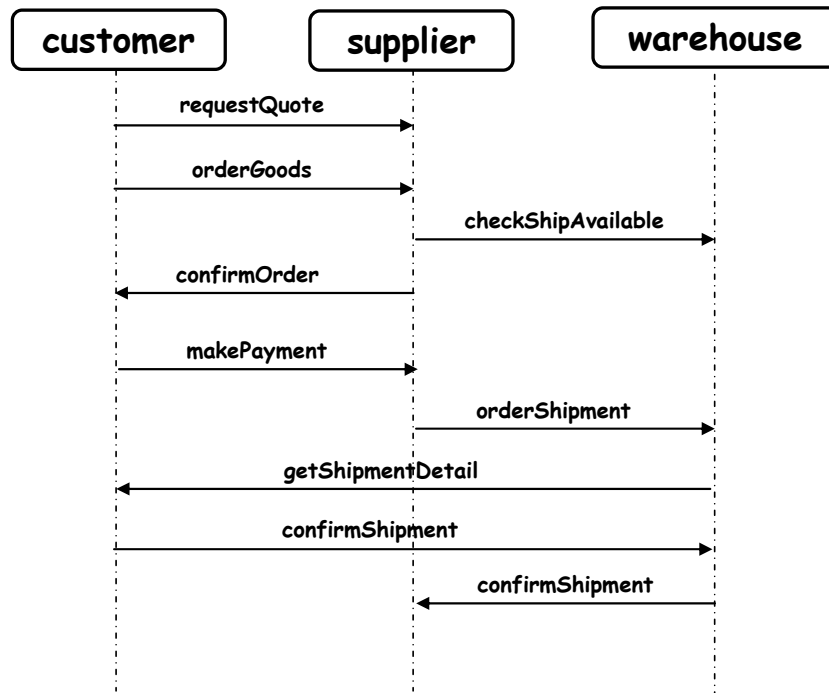 customer
supplier
warehouse
requestQuote
orderGoods
checkShipAvailable
confirmOrder
makePayment
orderShipment
getShipmentDetail
confirmShipment
confirmShipment